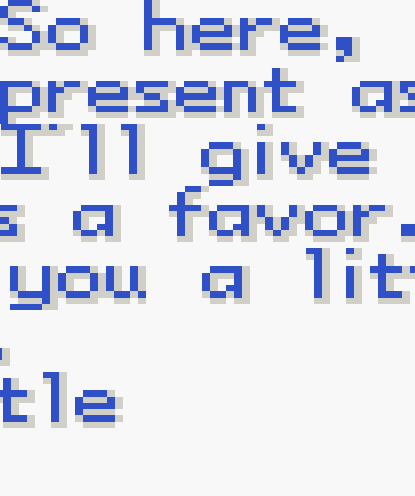 So here,
present as
I'll give
s a favor.
you a lit
tle